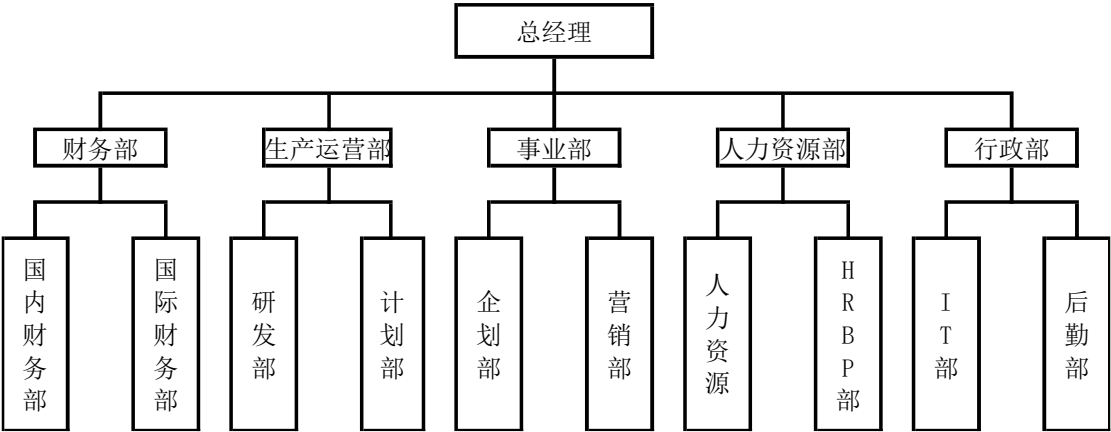 总经理
财务部
生产运营部
事业部
人力资源部
行政部
国内财务部
国际财务部
研发部
计划部
企划部
营销部
人力资源
HRBP部
IT部
后勤部